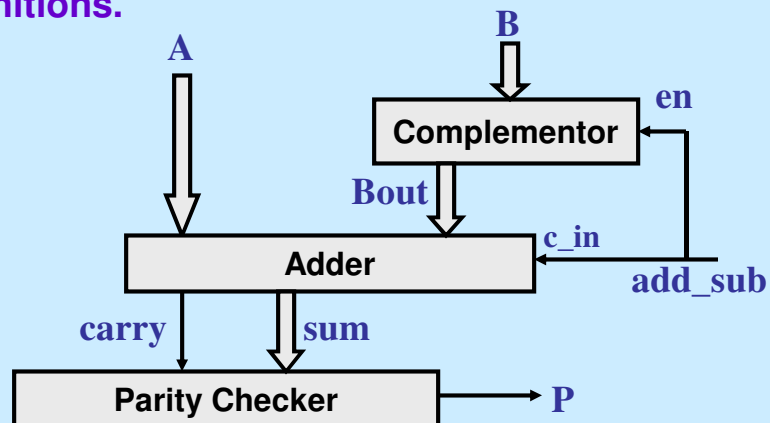 nitions.
A
B
en
Complementor
Bout
c_in
Adder
add_sub
carry
sum
Parity Checker
P